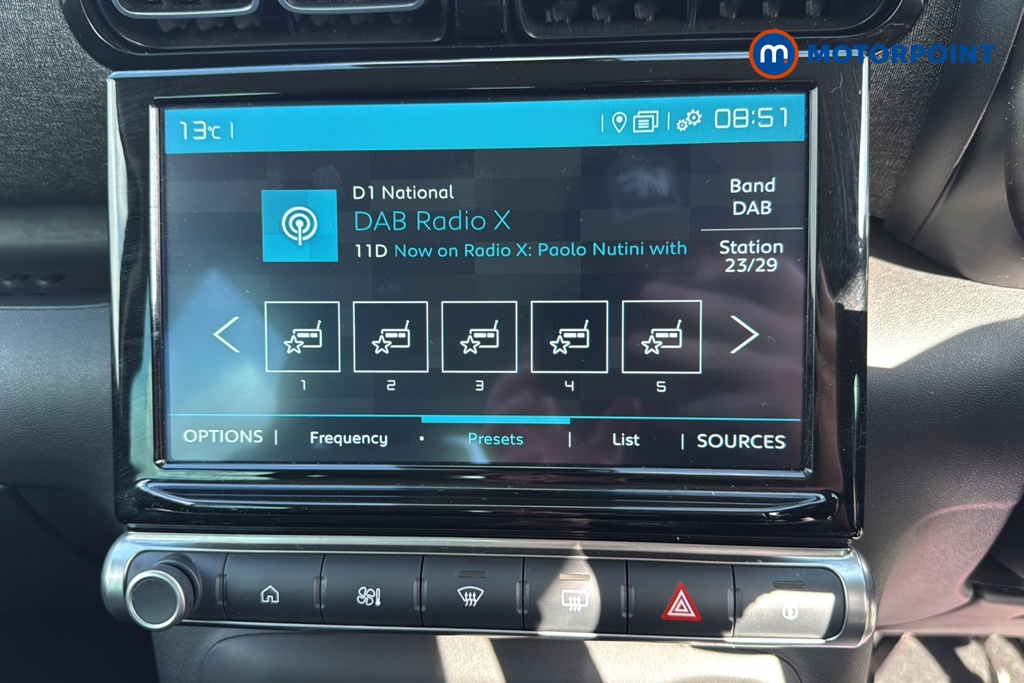 MOTORPOINT
13°C
08:51
D1 National
DAB Radio X
11D Now on Radio X: Paolo Nutini with
Band
DAB
Station
23/29
1 2 3 4 5
OPTIONS | Frequency • Presets | List | SOURCES